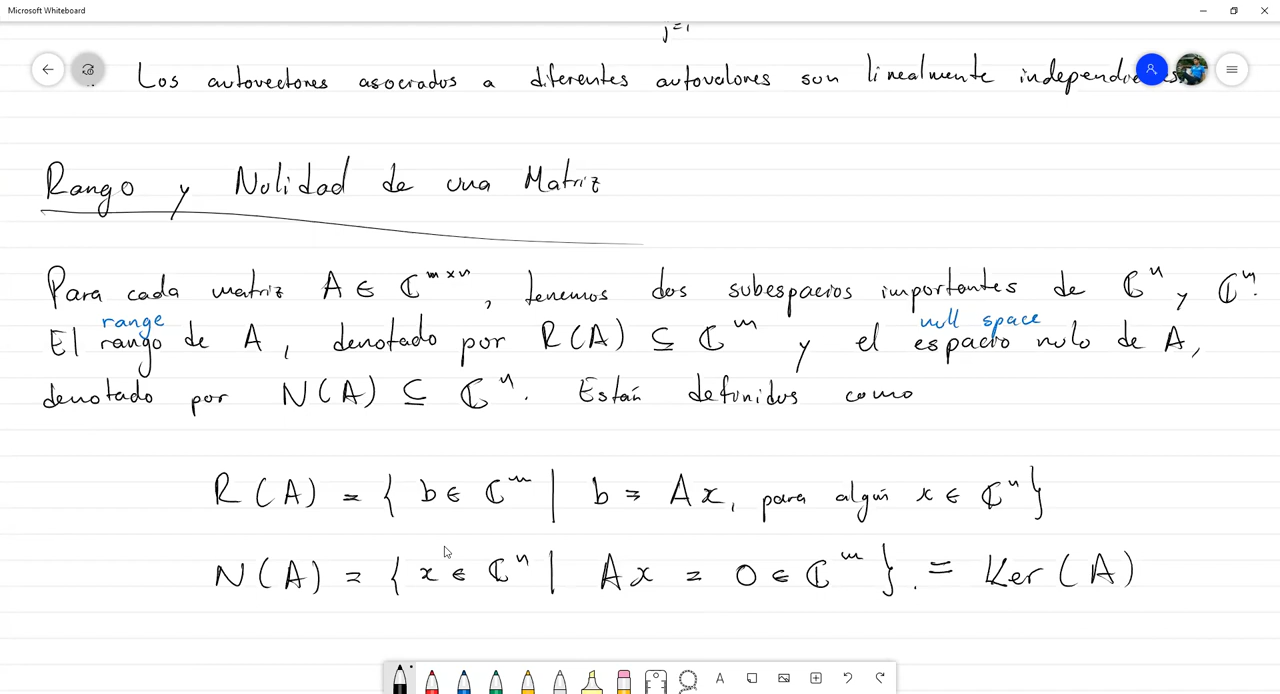 Microsoft Whiteboard
j=1
Los autovectores asociados a diferentes autovalores son linealmente
Rango y Nulidad de una Matriz
Para cada matriz A ∈ ℂ^{m×n}, tenemos dos subespacios importantes de ℂ^n y ℂ^m.
range null space
El rango de A, denotado por R(A) ⊆ ℂ^m y el espacio nulo de A,
denotado por N(A) ⊆ ℂ^n. Están definidos como
R(A) = { b ∈ ℂ^m | b = Ax, para algún x ∈ ℂ^n }
N(A) = { x ∈ ℂ^n | Ax = 0 ∈ ℂ^m }. = Ker(A)